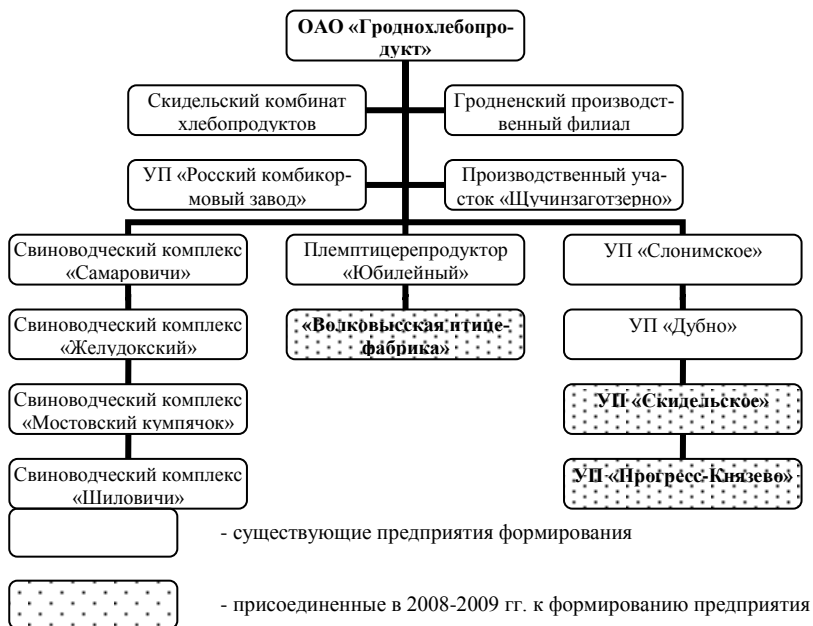 ОАО «Гроднохлебопро-
дукт»
Скидельский комбинат
хлебопродуктов
Гродненский производст-
венный филиал
УП «Росский комбикор-
мовый завод»
Производственный уча-
сток «Щучинзаготзерно»
Свиноводческий комплекс
«Самаровичи»
Племптицерепродуктор
«Юбилейный»
УП «Слонимское»
Свиноводческий комплекс
«Желудокский»
«Волковысская птице-
фабрика»
УП «Дубно»
Свиноводческий комплекс
«Мостовский кумпячок»
УП «Скидельское»
Свиноводческий комплекс
«Шиловичи»
УП «Прогресс-Князево»
- существующие предприятия формирования
- присоединенные в 2008-2009 гг. к формированию предприятия